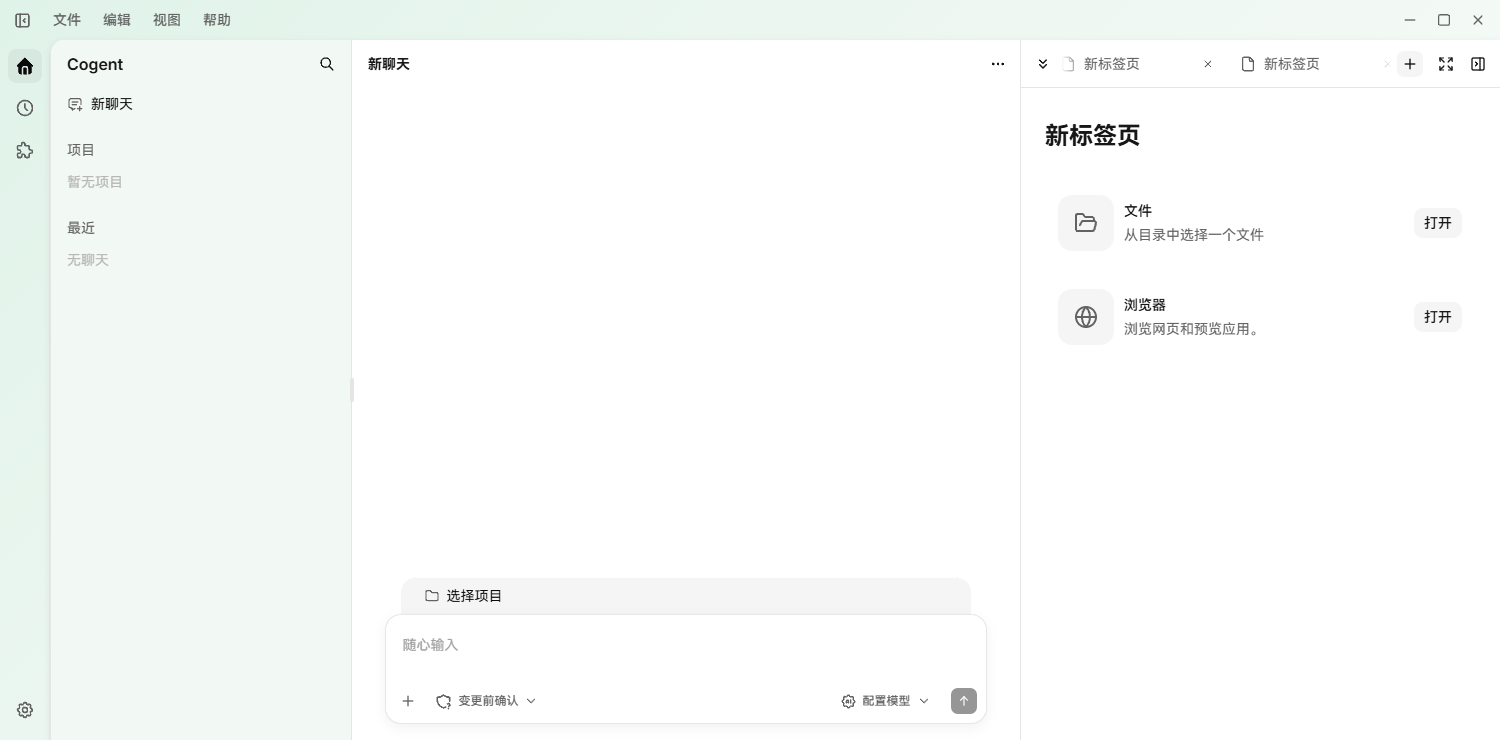 文件 编辑 视图 帮助
Cogent
新聊天
项目
暂无项目
最近
无聊天
新聊天
选择项目
随心输入
变更前确认
配置模型
新标签页 新标签页
新标签页
文件
从目录中选择一个文件
打开
浏览器
浏览网页和预览应用。
打开